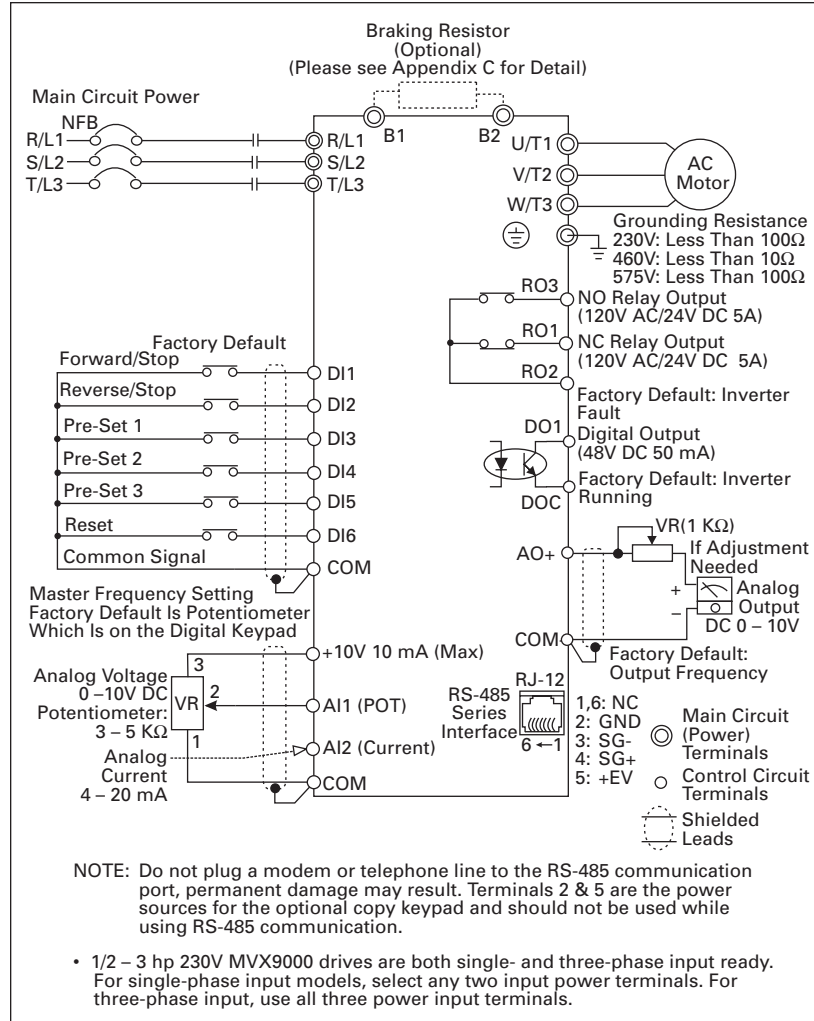 Braking Resistor
(Optional)
(Please see Appendix C for Detail)
Main Circuit Power
NFB
R/L1
S/L2
T/L3
R/L1
S/L2
T/L3
B1
B2
U/T1
V/T2
W/T3
AC
Motor
Grounding Resistance
230V: Less Than 100Ω
460V: Less Than 10Ω
575V: Less Than 100Ω
RO3
NO Relay Output
(120V AC/24V DC 5A)
RO1
NC Relay Output
(120V AC/24V DC 5A)
RO2
Factory Default: Inverter
Fault
DO1
Digital Output
(48V DC 50 mA)
Factory Default: Inverter
Running
DOC
Factory Default
Forward/Stop
DI1
Reverse/Stop
DI2
Pre-Set 1
DI3
Pre-Set 2
DI4
Pre-Set 3
DI5
Reset
DI6
Common Signal
COM
VR(1 KΩ)
AO+
If Adjustment
Needed
+
Analog
– Output
DC 0 – 10V
COM
Factory Default:
Output Frequency
Master Frequency Setting
Factory Default Is Potentiometer
Which Is on the Digital Keypad
3
+10V 10 mA (Max)
Analog Voltage
0 –10V DC
Potentiometer:
3 – 5 KΩ
VR
2
AI1 (POT)
1
Analog
Current
4 – 20 mA
AI2 (Current)
COM
RJ-12
RS-485
Series
Interface
6 ←1
1,6: NC
2: GND
3: SG-
4: SG+
5: +EV
Main Circuit
(Power)
Terminals
Control Circuit
Terminals
Shielded
Leads
NOTE: Do not plug a modem or telephone line to the RS-485 communication
port, permanent damage may result. Terminals 2 & 5 are the power
sources for the optional copy keypad and should not be used while
using RS-485 communication.
• 1/2 – 3 hp 230V MVX9000 drives are both single- and three-phase input ready.
For single-phase input models, select any two input power terminals. For
three-phase input, use all three power input terminals.